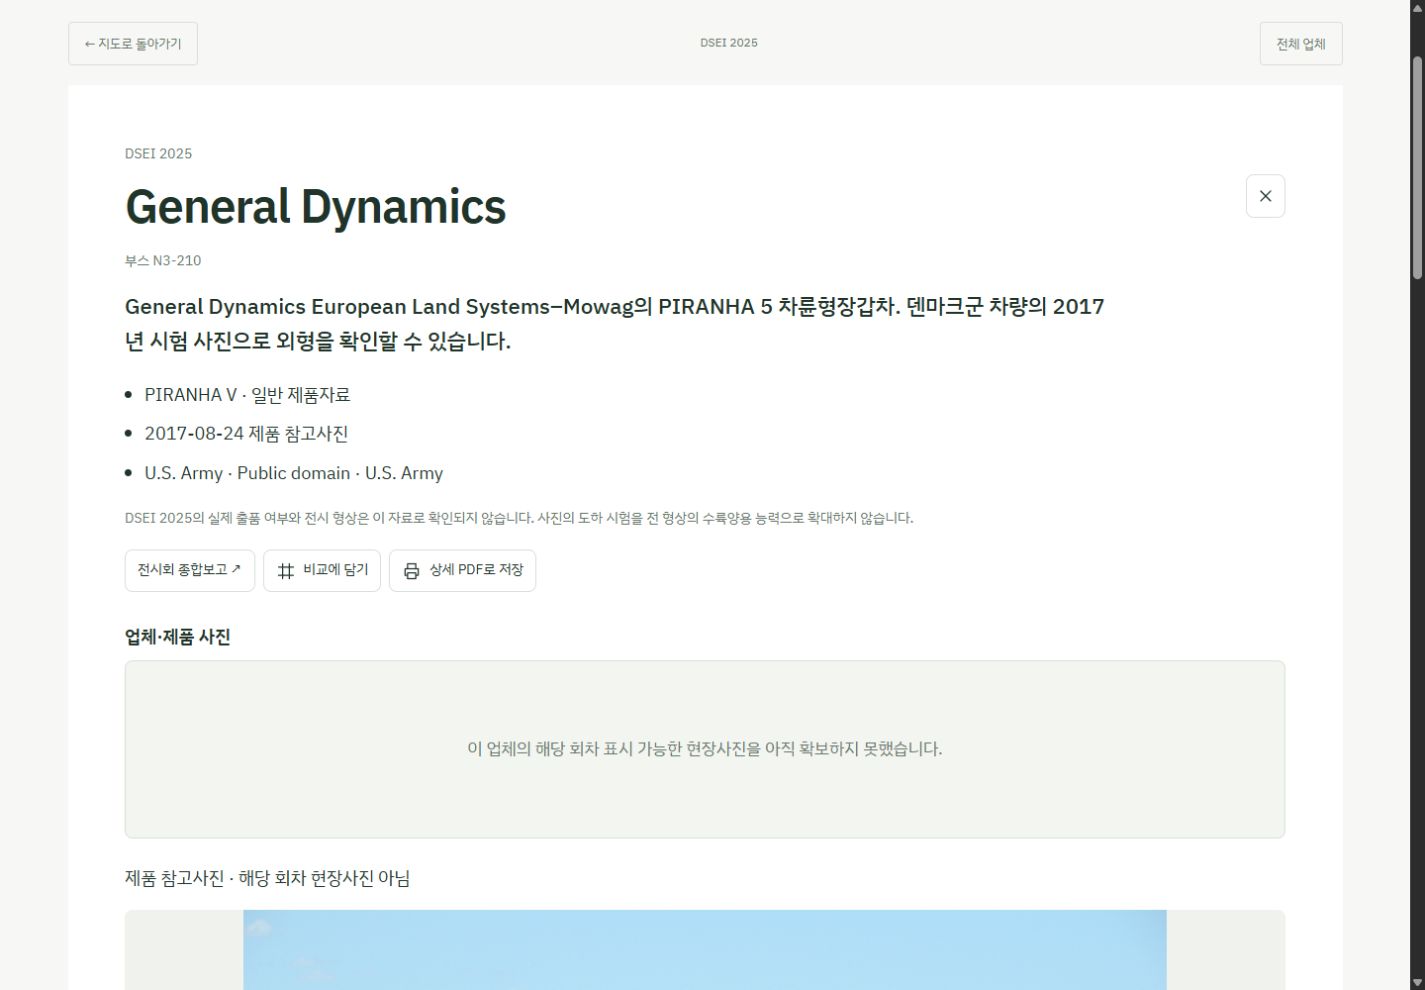 ← 지도로 돌아가기
DSEI 2025
전체 업체
DSEI 2025
General Dynamics
부스 N3-210
General Dynamics European Land Systems–Mowag의 PIRANHA 5 차륜형장갑차. 덴마크군 차량의 2017
년 시험 사진으로 외형을 확인할 수 있습니다.
PIRANHA V · 일반 제품자료
2017-08-24 제품 참고사진
U.S. Army · Public domain · U.S. Army
DSEI 2025의 실제 출품 여부와 전시 형상은 이 자료로 확인되지 않습니다. 사진의 도하 시험을 전 형상의 수륙양용 능력으로 확대하지 않습니다.
전시회 종합보고 ↗
비교에 담기
상세 PDF로 저장
업체·제품 사진
이 업체의 해당 회차 표시 가능한 현장사진을 아직 확보하지 못했습니다.
제품 참고사진 · 해당 회차 현장사진 아님